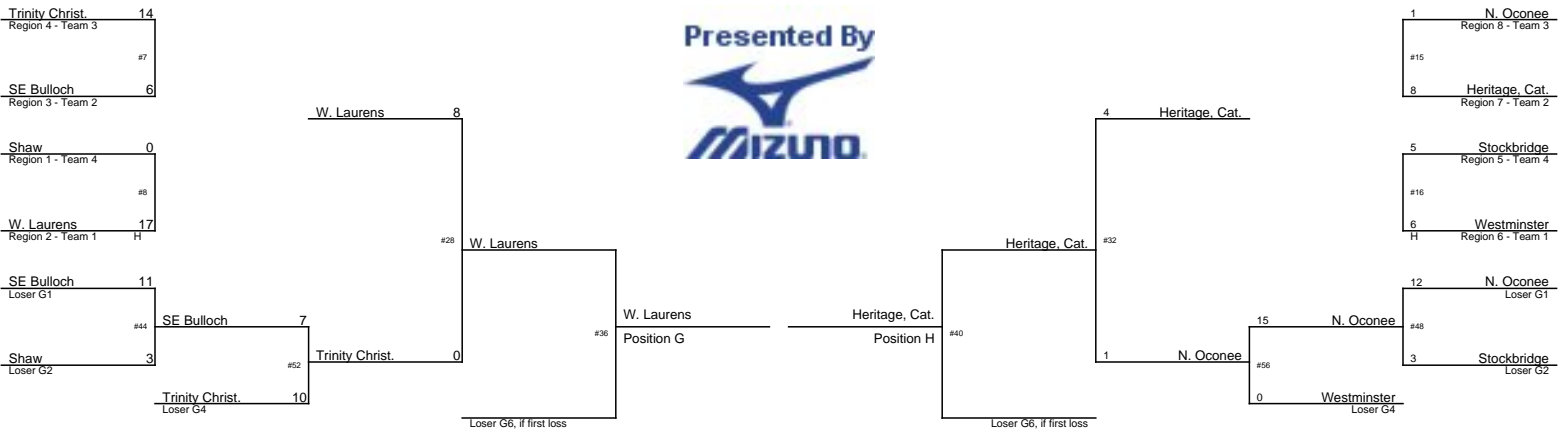 Trinity Christ. 14
Region 4 - Team 3
#7
SE Bulloch 6
Region 3 - Team 2
Shaw 0
Region 1 - Team 4
#8
W. Laurens 17
Region 2 - Team 1 H
SE Bulloch 11
Loser G1
#44
Shaw 3
Loser G2
SE Bulloch 7
#52
Trinity Christ. 10
Loser G4
W. Laurens 8
#28
Trinity Christ. 0
W. Laurens
#36
Loser G6, if first loss
W. Laurens
Position G
Presented By
MIZUNO
Heritage, Cat.
Position H
Heritage, Cat.
#40
Loser G6, if first loss
4 Heritage, Cat.
#32
1 N. Oconee
15 N. Oconee
#56
0 Westminster
Loser G4
1 N. Oconee
Region 8 - Team 3
#15
8 Heritage, Cat.
Region 7 - Team 2
5 Stockbridge
Region 5 - Team 4
#16
6 Westminster
H Region 6 - Team 1
12 N. Oconee
Loser G1
#48
3 Stockbridge
Loser G2